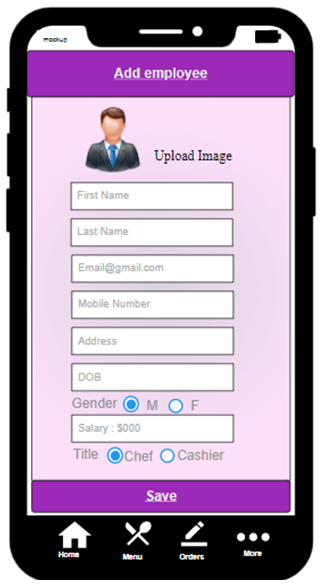 mockup
Add employee
Upload Image
First Name
Last Name
Email@gmail.com
Mobile Number
Address
DOB
Gender M F
Salary : $000
Title Chef Cashier
Save
Home Menu Orders More